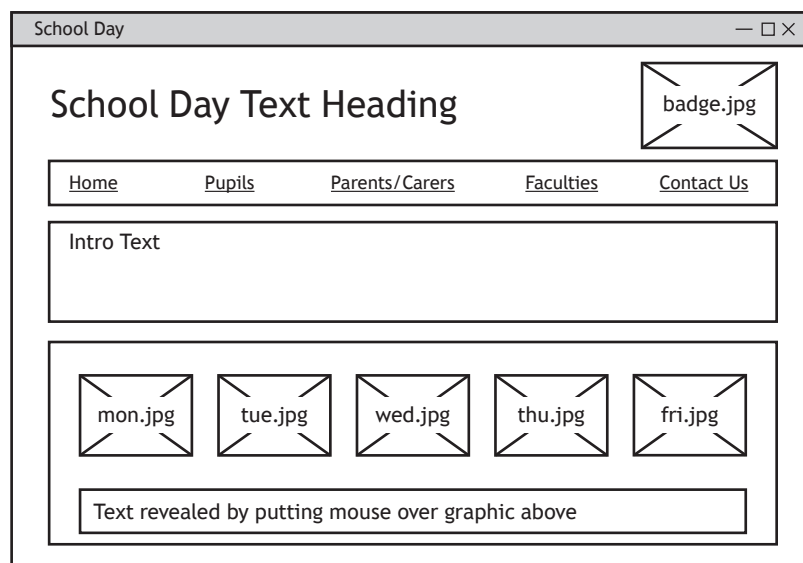 School Day
School Day Text Heading
badge.jpg
Home Pupils Parents/Carers Faculties Contact Us
Intro Text
mon.jpg tue.jpg wed.jpg thu.jpg fri.jpg
Text revealed by putting mouse over graphic above